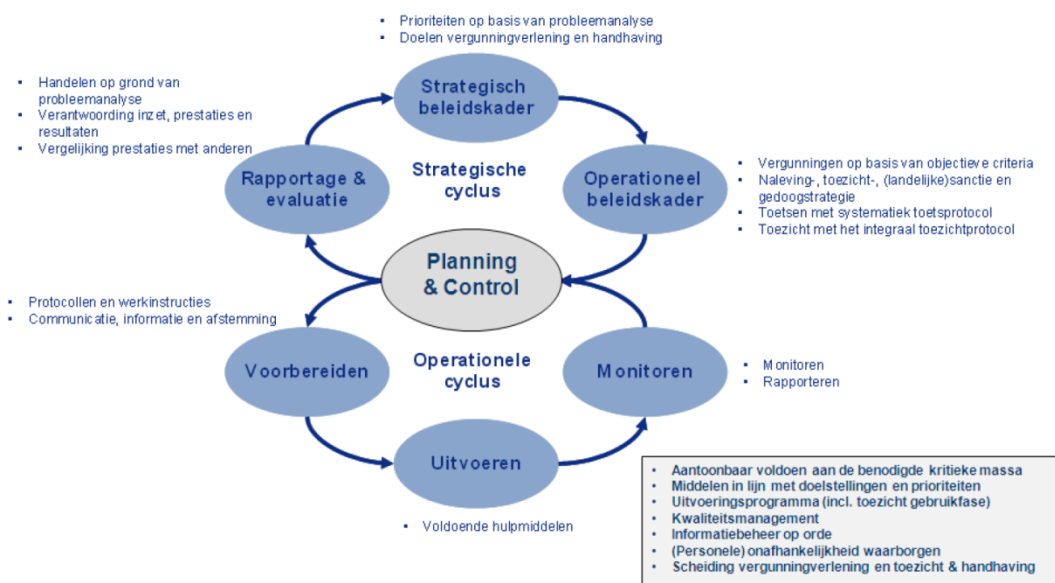 ▪ Prioriteiten op basis van probleemanalyse
▪ Doelen vergunningverlening en handhaving
▪ Handelen op grond van
probleemanalyse
▪ Verantwoording inzet, prestaties en
resultaten
▪ Vergelijking prestaties met anderen
Strategisch
beleidskader
Strategische
cyclus
Rapportage &
evaluatie
Operationeel
beleidskader
▪ Vergunningen op basis van objectieve criteria
▪ Naleving-, toezicht-, (landelijke)sanctie en
gedoogstrategie
▪ Toetsen met systematiek toetsprotocol
▪ Toezicht met het integraal toezichtprotocol
Planning
& Control
▪ Protocollen en werkinstructies
▪ Communicatie, informatie en afstemming
Voorbereiden
Operationele
cyclus
Monitoren
▪ Monitoren
▪ Rapporteren
Uitvoeren
▪ Voldoende hulpmiddelen
• Aantoonbaar voldoen aan de benodigde kritieke massa
• Middelen in lijn met doelstellingen en prioriteiten
• Uitvoeringsprogramma (incl. toezicht gebruikfase)
• Kwaliteitsmanagement
• Informatiebeheer op orde
• (Personele) onafhankelijkheid waarborgen
• Scheiding vergunningverlening en toezicht & handhaving